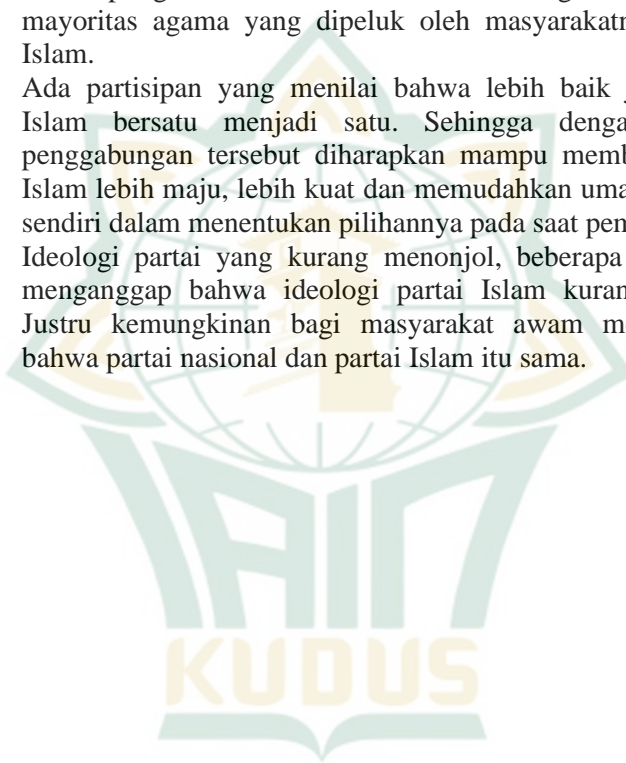 mayoritas agama yang dipeluk oleh
Islam.
Ada partisipan yang menilai bahwa lebih baik
Islam bersatu menjadi satu. Sehingga
penggabungan tersebut diharapkan mampu
Islam lebih maju, lebih kuat dan memudahkan
sendiri dalam menentukan pilihannya pada saat
Ideologi partai yang kurang menonjol, beberapa
menganggap bahwa ideologi partai Islam
Justru kemungkinan bagi masyarakat awam
bahwa partai nasional dan partai Islam itu sama.
IAIN
KUDUS